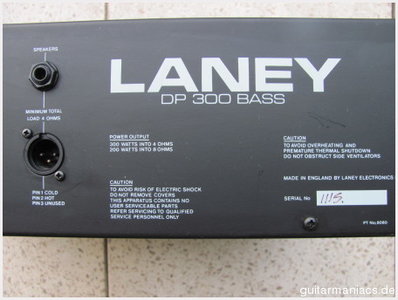 SPEAKERS
LANEY
DP 300 BASS
MINIMUM TOTAL
LOAD 4 OHMS
POWER OUTPUT
300 WATTS INTO 4 OHMS
200 WATTS INTO 8 OHMS
CAUTION
TO AVOID OVERHEATING AND
PREMATURE THERMAL SHUTDOWN
DO NOT OBSTRUCT SIDE VENTILATORS
PIN 1 COLD
PIN 2 HOT
PIN 3 UNUSED
CAUTION
TO AVOID RISK OF ELECTRIC SHOCK
DO NOT REMOVE COVERS
THIS APPARATUS CONTAINS NO
USER SERVICEABLE PARTS
REFER SERVICING TO QUALIFIED
SERVICE PERSONNEL ONLY
MADE IN ENGLAND BY LANEY ELECTRONICS
SERIAL No 1115.
PT No.
guitarmaniacs.de